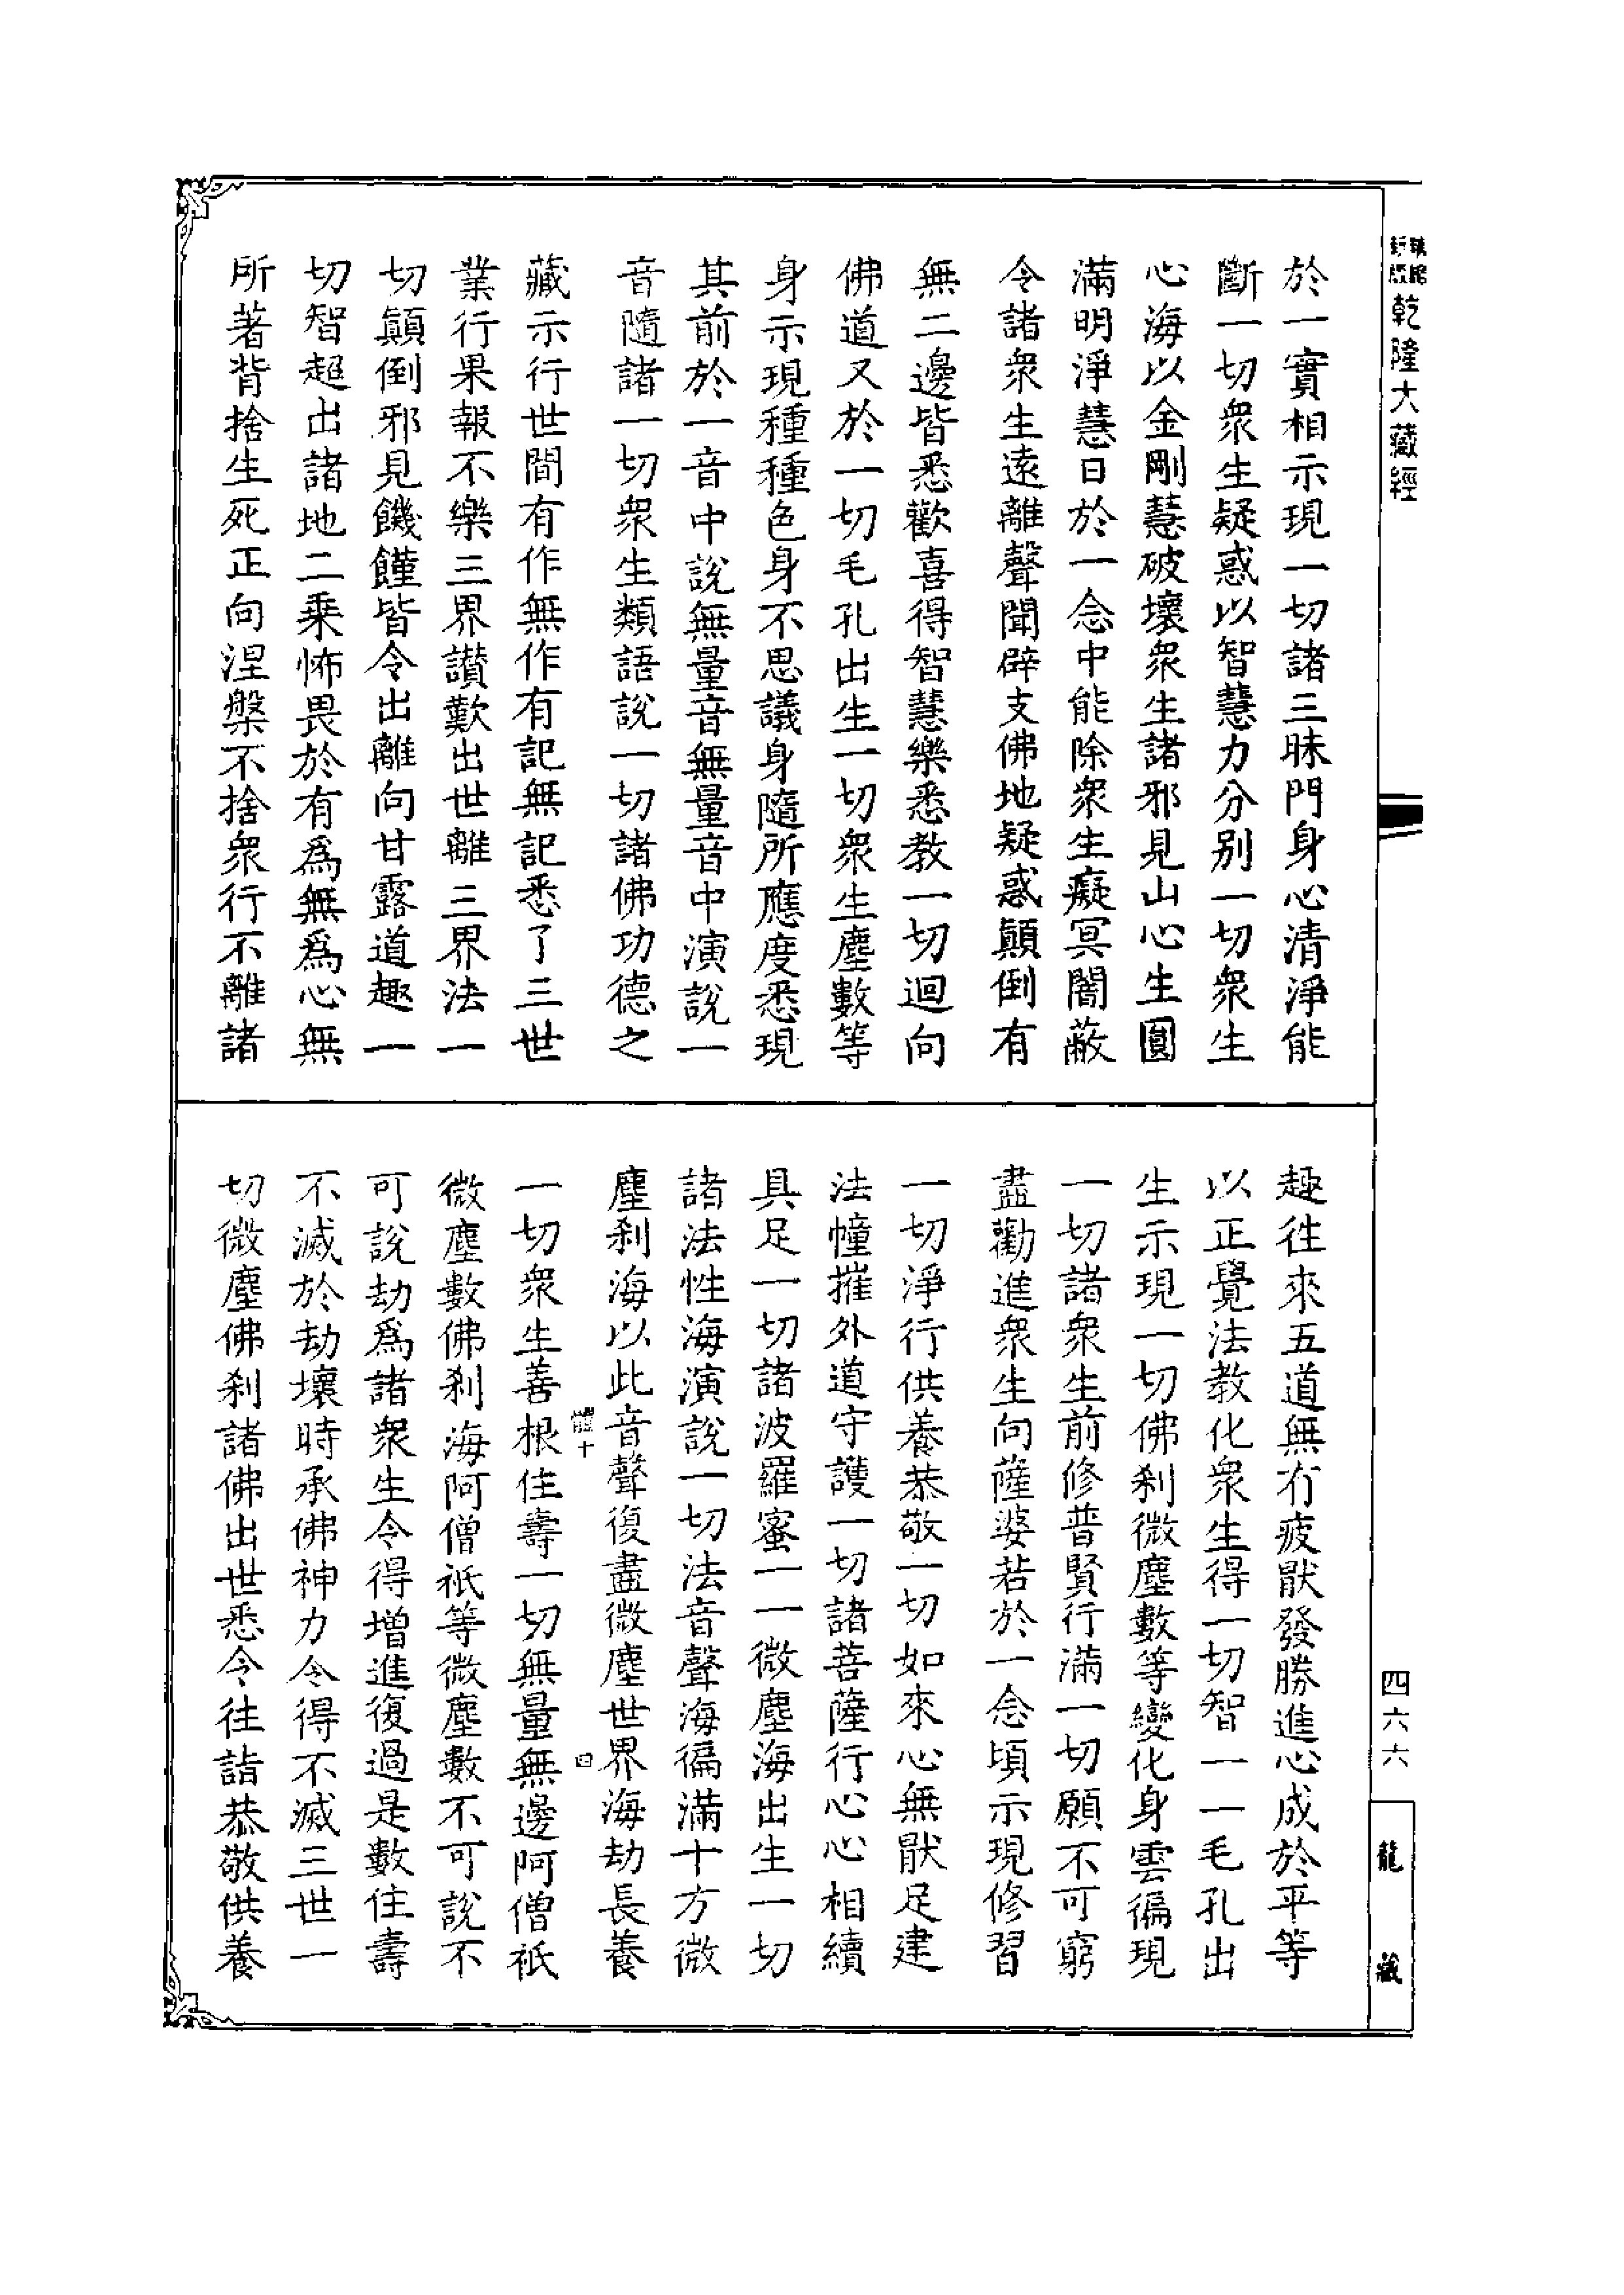 乾隆大藏經
於一實相示現一切諸三昧門身心清淨能
斷一切衆生疑惑以智慧力分别一切衆生
心海以金剛慧破壞衆生諸邪見山心生圓
滿明淨慧日於一念中能除衆生癡冥闇蔽
令諸衆生遠離聲聞辟支佛地疑惑顛倒有
無二邊皆悉歡喜得智慧樂悉教一切迴向
佛道又於一切毛孔出生一切衆生塵數等
身示現種種色身不思議身隨所應度悉現
其前於一音中說無量音無量音中演說一
音隨諸一切衆生類語說一切諸佛功德之
藏示行世間有作無作有記無記悉了三世
業行果報不樂三界讃歎出世離三界法一
切顛倒邪見饑饉皆令出離向甘露道趣一
切智超出諸地二乘怖畏於有爲無爲心無
所著背捨生死正向涅槃不捨衆行不離諸
趣往來五道無有疲猒發勝進心成於平等
以正覺法教化衆生得一切智一一毛孔出
生示現一切佛刹微塵數等變化身雲徧現
一切諸衆生前修普賢行滿一切願不可窮
盡勸進衆生向薩婆若於一念頃示現修習
一切淨行供養恭敬一切如來心無猒足建
法幢摧外道守護一切諸菩薩行心心相續
具足一切諸波羅蜜一一微塵海出生一切
諸法性海演說一切法音聲海徧滿十方微
塵刹海以此音聲復盡微塵世界海劫長養
十 四
一切衆生善根住壽一切無量無邊阿僧祇
微塵數佛刹海阿僧祇等微塵數不可說不
可說劫爲諸衆生令得增進復過是數住壽
不滅於劫壞時承佛神力令得不滅三世一
切微塵佛刹諸佛出世悉令往詣恭敬供養
四六六
龍藏